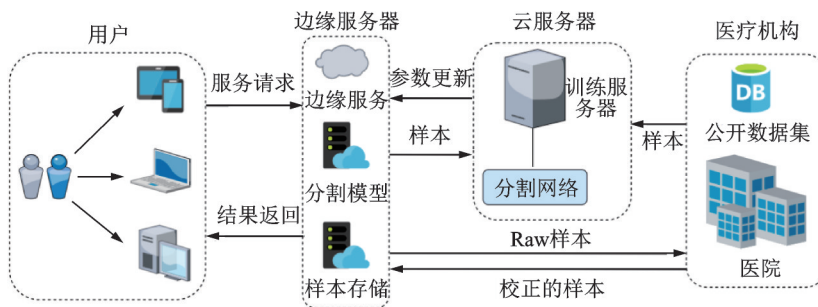 用户
边缘服务器
云服务器
医疗机构
服务请求
边缘服务
参数更新
训练服
务器
DB
公开数据集
样本
样本
分割模型
分割网络
结果返回
Raw样本
医院
样本存储
校正的样本